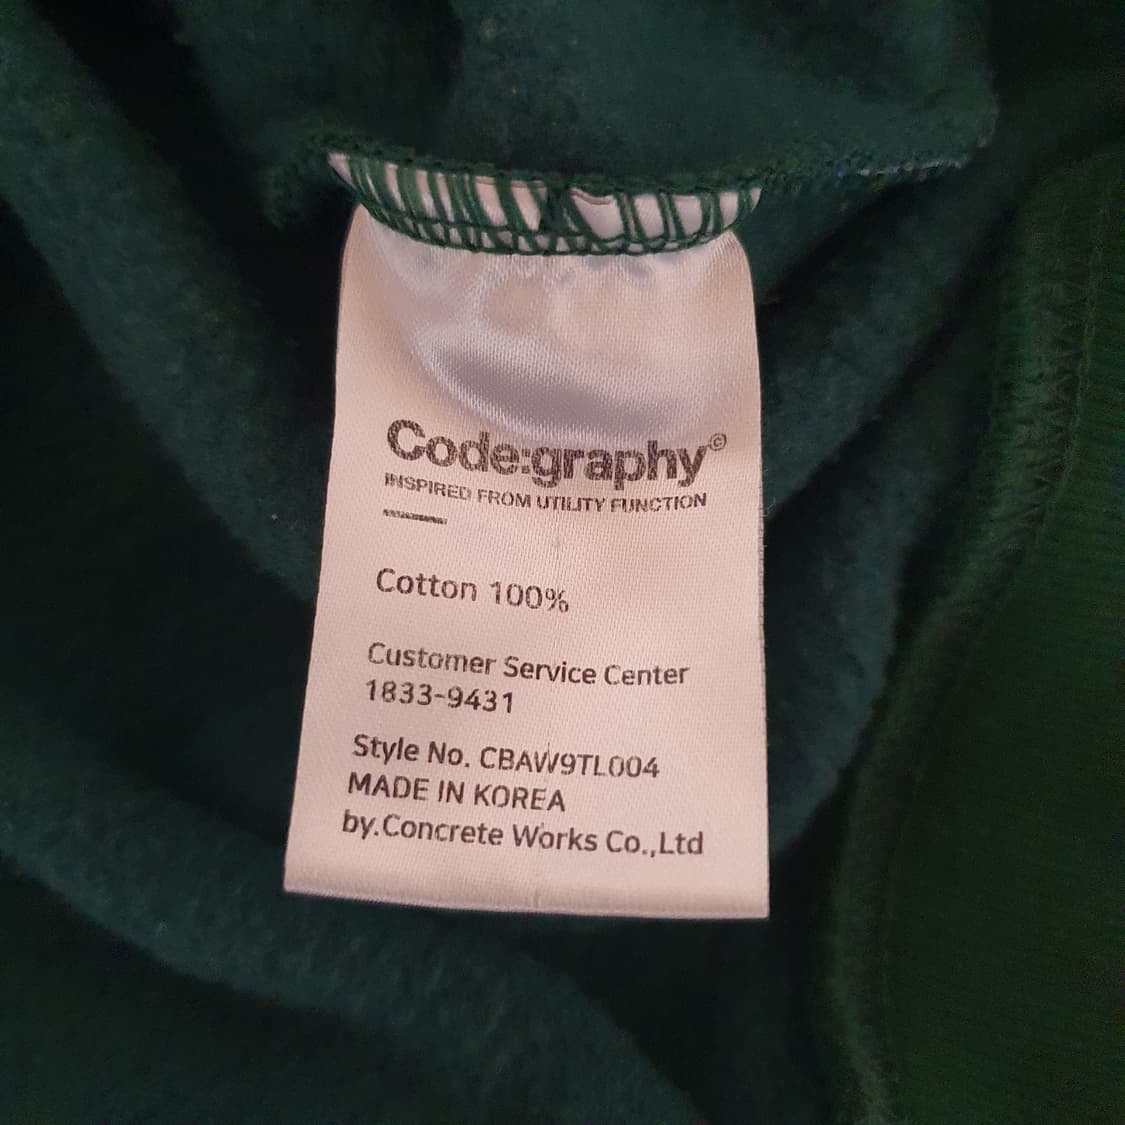 Code:graphy©
INSPIRED FROM UTILITY FUNCTION
Cotton 100%
Customer Service Center
1833-9431
Style No. CBAW9TL004
MADE IN KOREA
by.Concrete Works Co.,Ltd